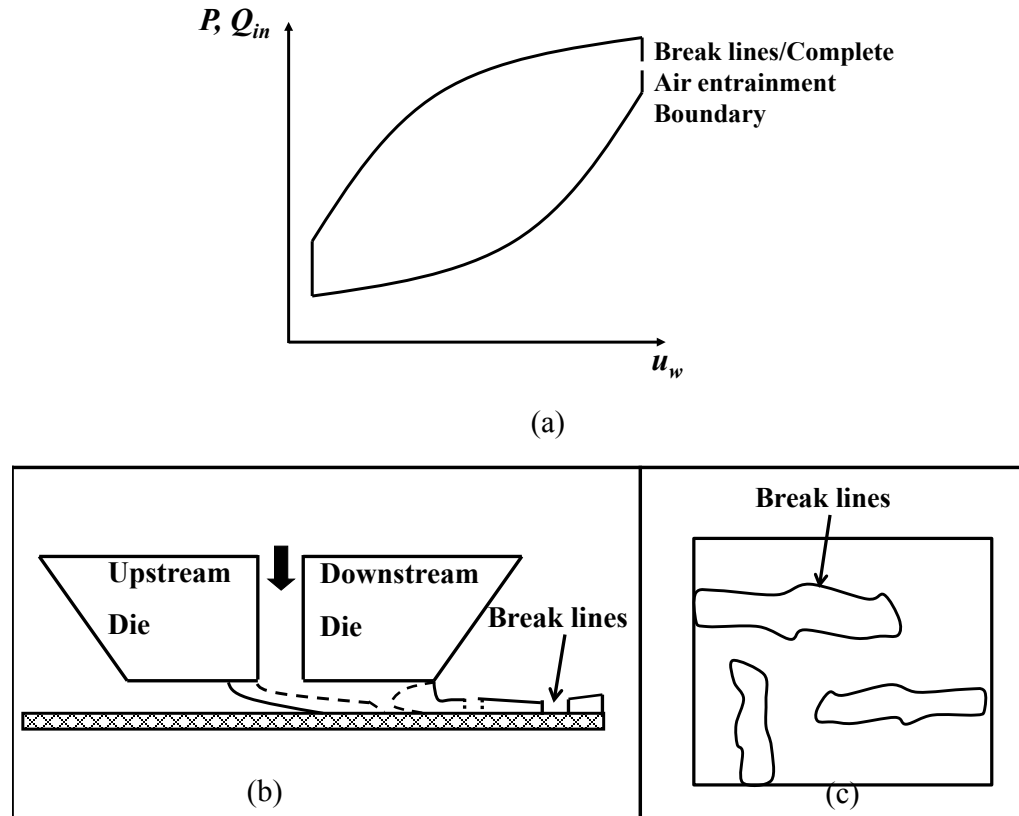 P, Q_in
Break lines/Complete
Air entrainment
Boundary
u_w
(a)
Upstream
Die
Downstream
Die
Break lines
(b)
Break lines
(c)